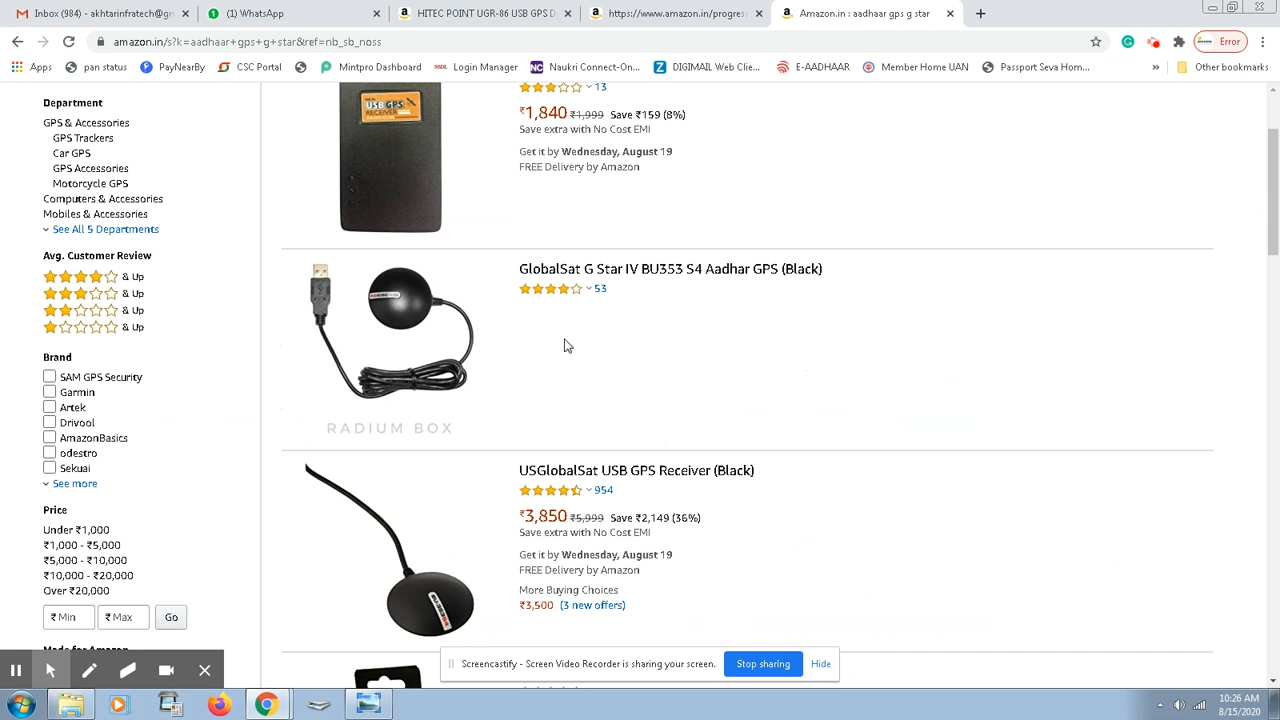 Inbox (984) - akhtarinfratech@gn
(1) WhatsApp
HITEC POINT UGR-86 USB GPS D
https://www.amazon.in/progress
Amazon.in : aadhaar gps g star
amazon.in/s?k=aadhaar+gps+g+star&ref=nb_sb_noss
Error
Apps
pan status
PayNearBy
CSC Portal
Mintpro Dashboard
Login Manager
Naukri Connect-On...
DIGIMAIL Web Clie...
E-AADHAAR
Member Home UAN
Passport Seva Hom...
Other bookmarks
Department
GPS & Accessories
GPS Trackers
Car GPS
GPS Accessories
Motorcycle GPS
Computers & Accessories
Mobiles & Accessories
See All 5 Departments
Avg. Customer Review
& Up
& Up
& Up
& Up
Brand
SAM GPS Security
Garmin
Artek
Drivool
AmazonBasics
odestro
Sekuai
See more
Price
Under ₹1,000
₹1,000 - ₹5,000
₹5,000 - ₹10,000
₹10,000 - ₹20,000
Over ₹20,000
₹ Min
₹ Max
Go
USB GPS
RECEIVER
13
₹1,840 ₹1,999 Save ₹159 (8%)
Save extra with No Cost EMI
Get it by Wednesday, August 19
FREE Delivery by Amazon
GlobalSat G Star IV BU353 S4 Aadhar GPS (Black)
53
RADIUM BOX
USGlobalSat USB GPS Receiver (Black)
954
₹3,850 ₹5,999 Save ₹2,149 (36%)
Save extra with No Cost EMI
Get it by Wednesday, August 19
FREE Delivery by Amazon
More Buying Choices
₹3,500 (3 new offers)
Screencastify - Screen Video Recorder is sharing your screen.
Stop sharing
Hide
10:26 AM
8/15/2020